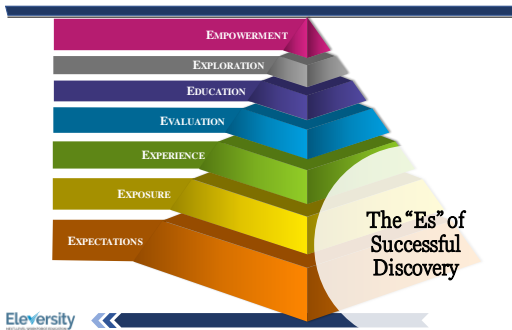 EMPOWERMENT
EXPLORATION
EDUCATION
EVALUATION
EXPERIENCE
EXPOSURE
EXPECTATIONS
The “Es” of
Successful
Discovery
Eleversity